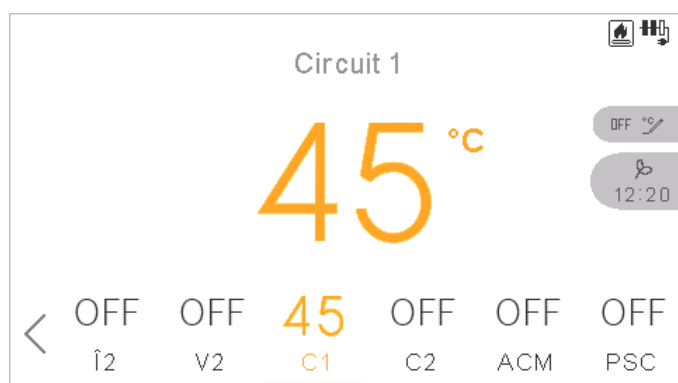 Circuit 1
45 °C
OFF °C
12:20
OFF OFF 45 OFF OFF OFF
Î2 V2 C1 C2 ACM PSC